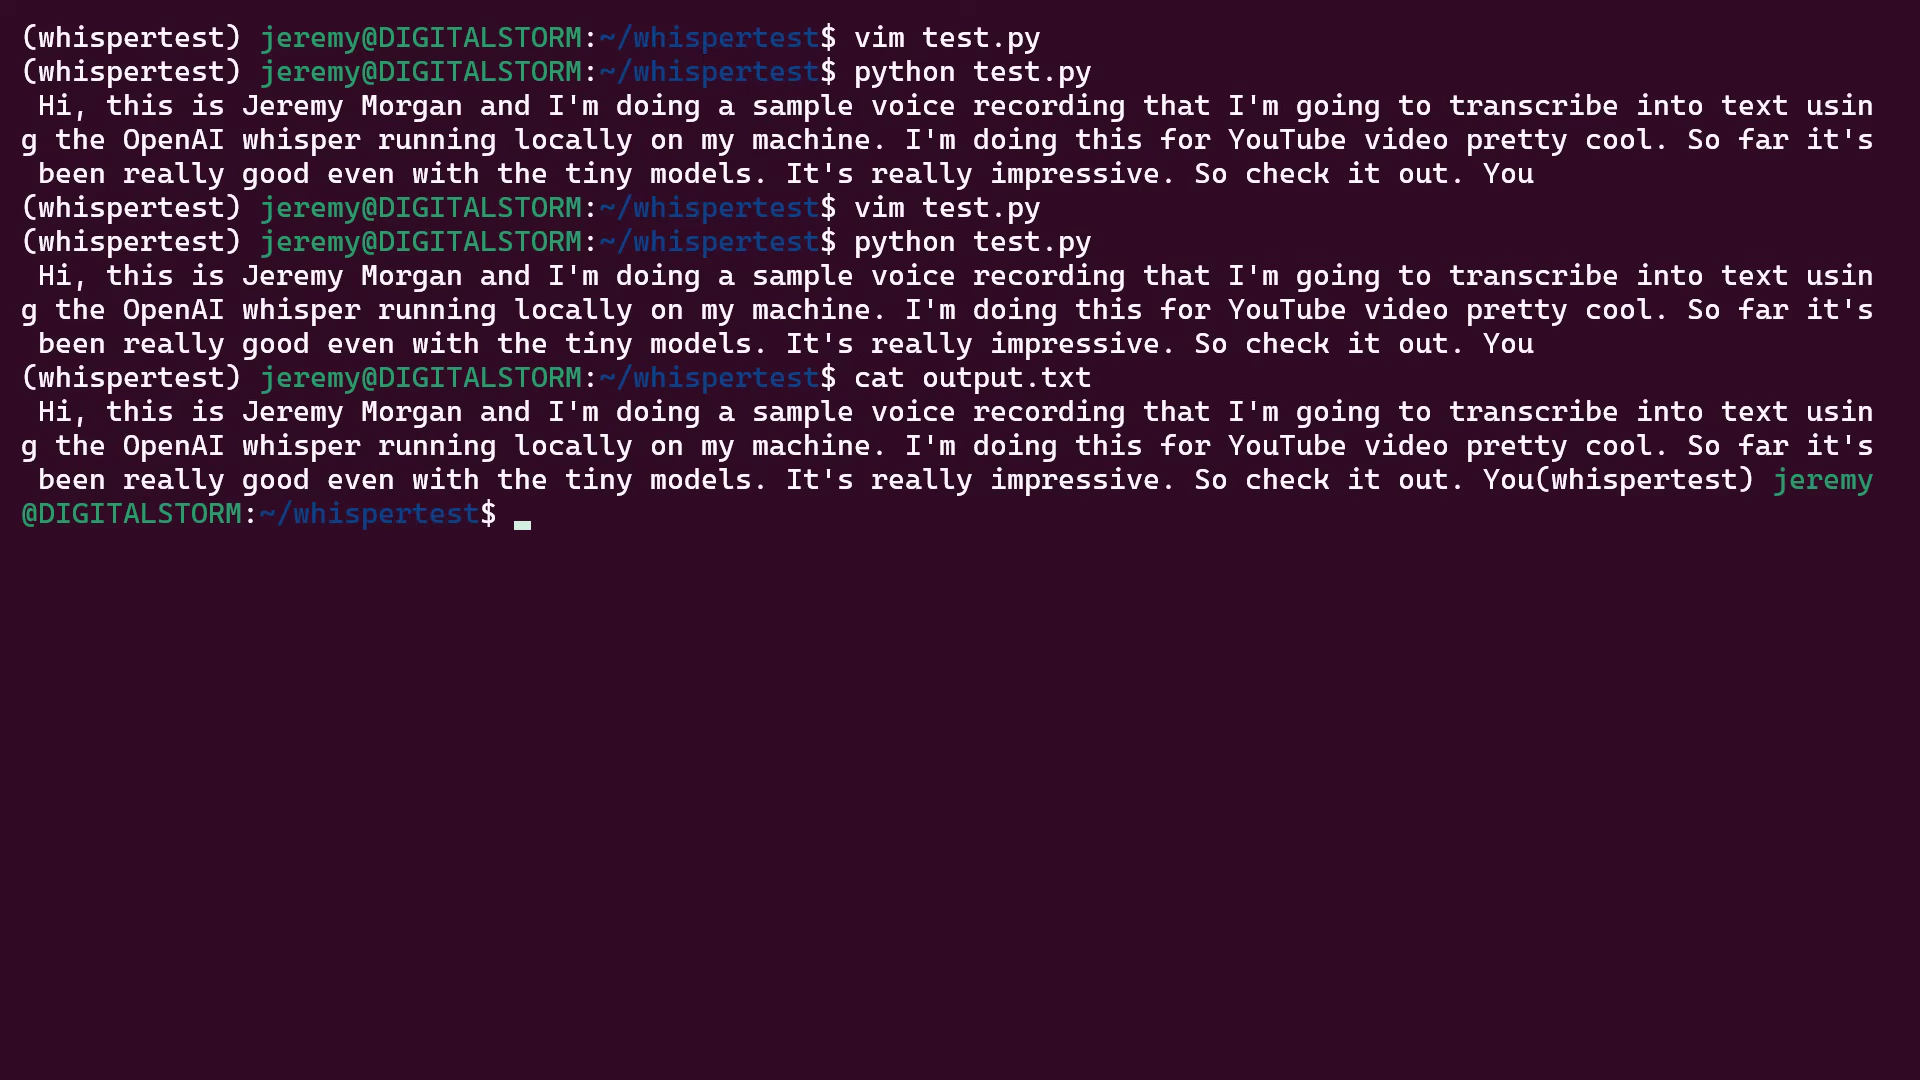 (whispertest) jeremy@DIGITALSTORM:~/whispertest$ vim test.py
(whispertest) jeremy@DIGITALSTORM:~/whispertest$ python test.py
 Hi, this is Jeremy Morgan and I'm doing a sample voice recording that I'm going to transcribe into text usin
g the OpenAI whisper running locally on my machine. I'm doing this for YouTube video pretty cool. So far it's
 been really good even with the tiny models. It's really impressive. So check it out. You
(whispertest) jeremy@DIGITALSTORM:~/whispertest$ vim test.py
(whispertest) jeremy@DIGITALSTORM:~/whispertest$ python test.py
 Hi, this is Jeremy Morgan and I'm doing a sample voice recording that I'm going to transcribe into text usin
g the OpenAI whisper running locally on my machine. I'm doing this for YouTube video pretty cool. So far it's
 been really good even with the tiny models. It's really impressive. So check it out. You
(whispertest) jeremy@DIGITALSTORM:~/whispertest$ cat output.txt
 Hi, this is Jeremy Morgan and I'm doing a sample voice recording that I'm going to transcribe into text usin
g the OpenAI whisper running locally on my machine. I'm doing this for YouTube video pretty cool. So far it's
 been really good even with the tiny models. It's really impressive. So check it out. You(whispertest) jeremy
@DIGITALSTORM:~/whispertest$